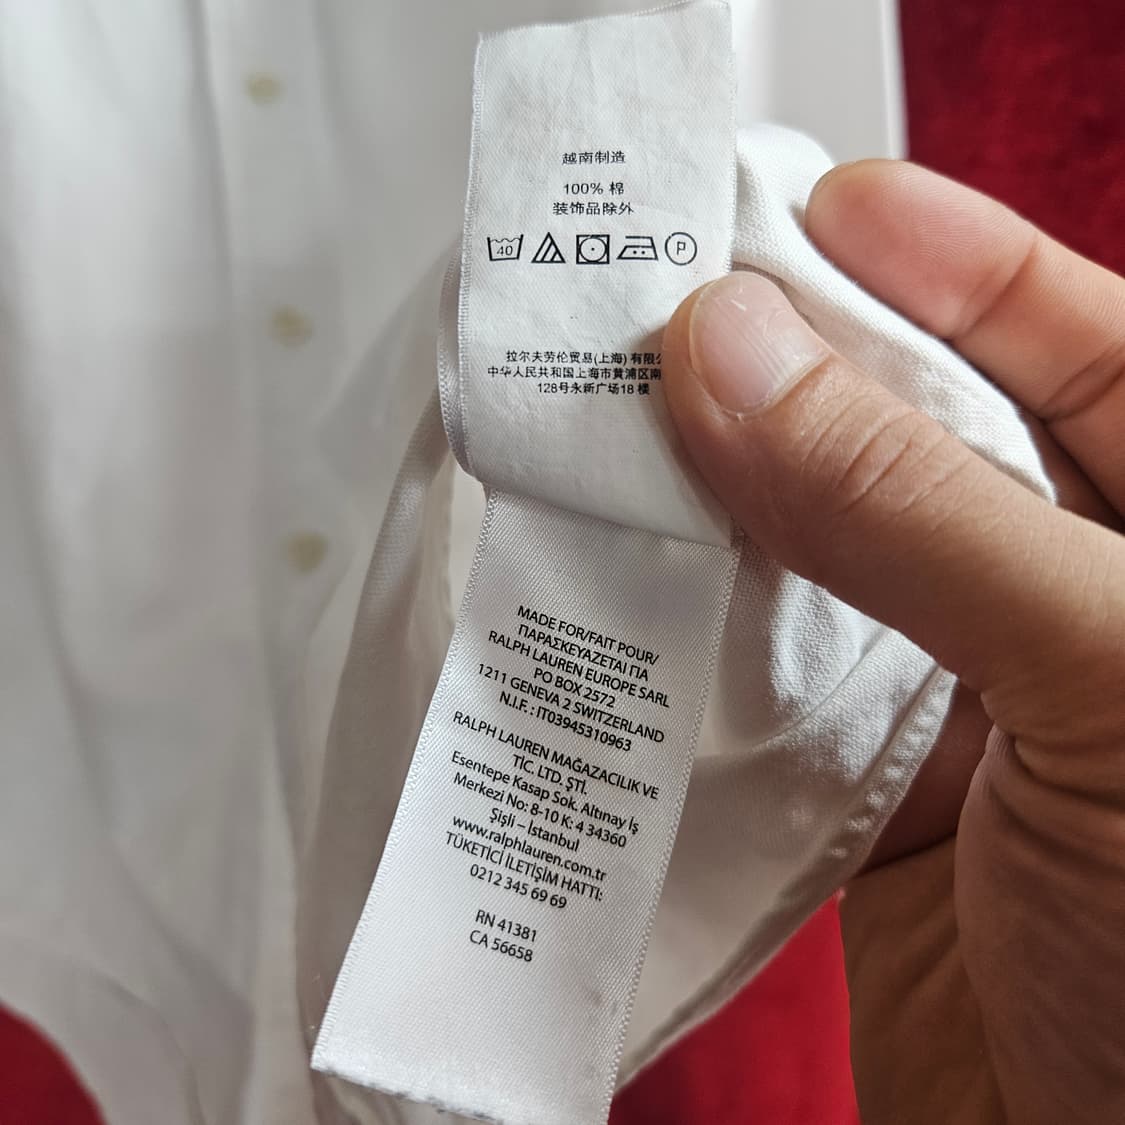 越南制造
100% 棉
装饰品除外
40
P
拉尔夫劳伦贸易(上海) 有限
中华人民共和国上海市黄浦区南
128号永新广场18 楼
MADE FOR/FAIT POUR/
ΠΑΡΑΣΚΕΥΑΖΕΤΑΙ ΓΙΑ
RALPH LAUREN EUROPE SARL
PO BOX 2572
1211 GENEVA 2 SWITZERLAND
N.I.F. : IT03945310963
RALPH LAUREN MAĞAZACILIK VE
TİC. LTD. ŞTİ.
Esentepe Kasap Sok. Altınay İş
Merkezi No: 8-10 K: 4 34360
Şişli – İstanbul
www.ralphlauren.com.tr
TÜKETİCİ İLETİŞİM HATTI:
0212 345 69 69
RN 41381
CA 56658